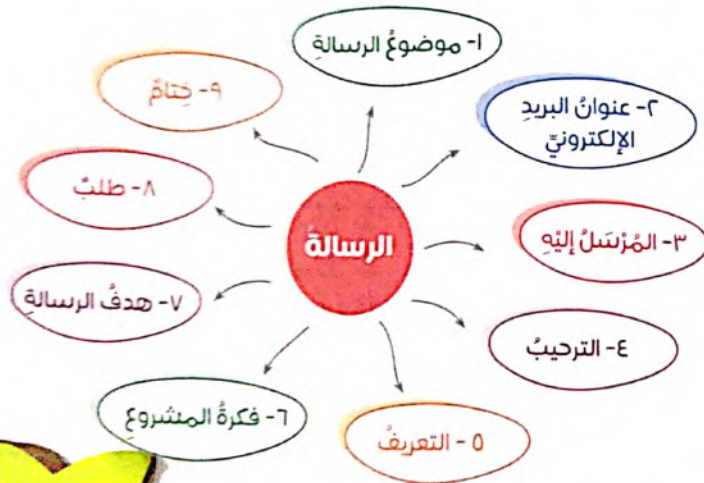 الرسالةُ
١- موضوعُ الرسالةِ
٢- عنوانُ البريدِ
الإلكترونيِّ
٣- المُرْسَلُ إليْهِ
٤- الترحيبُ
٥ - التعريفُ
٦- فكرةُ المشروعِ
٧- هدفُ الرسالةِ
٨- طلبٌ
٩- خِتامٌ